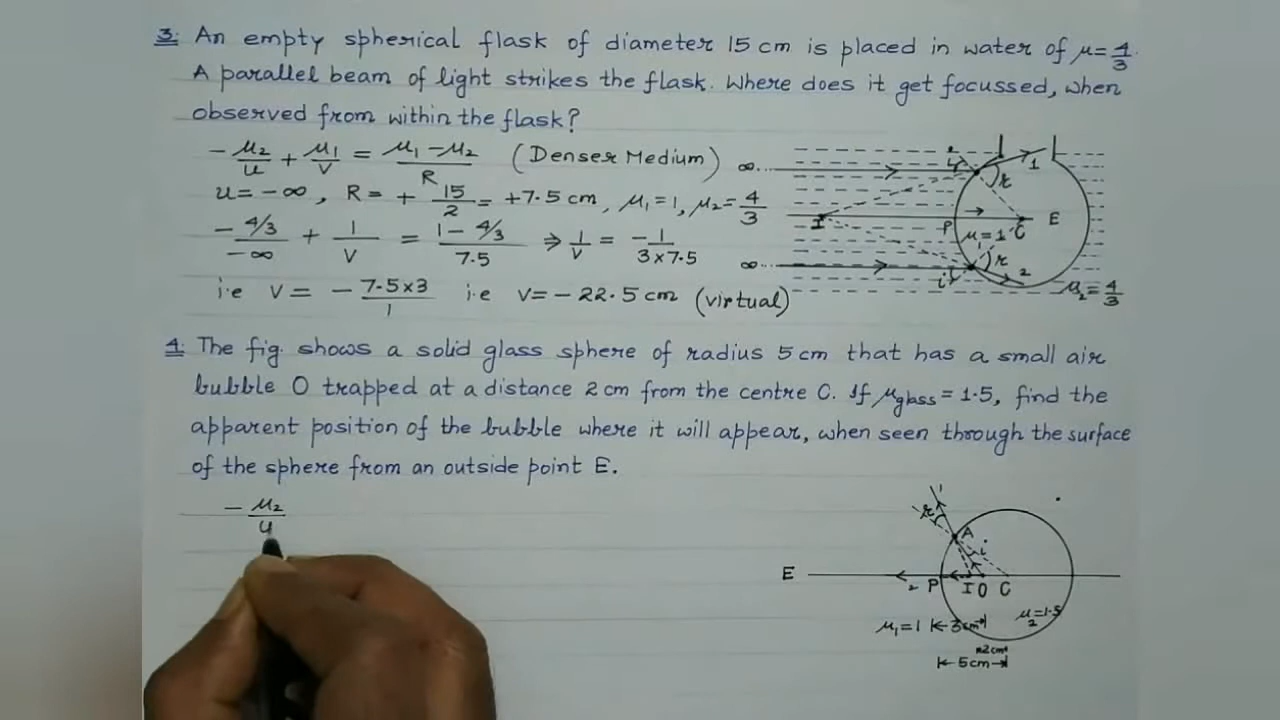 3. An empty spherical flask of diameter 15 cm is placed in water of μ = 4/3.
A parallel beam of light strikes the flask. Where does it get focussed, when
observed from within the flask?
-μ₂/u + μ₁/v = (μ₁-μ₂)/R (Denser Medium)
u = -∞, R = + 15/2 = +7.5 cm, μ₁ = 1, μ₂ = 4/3
-(4/3)/-∞ + 1/v = (1 - 4/3)/7.5 ⇒ 1/v = -1/(3×7.5)
i.e v = - (7.5×3)/1 i.e v = - 22.5 cm (virtual)
∞ i r 1
I P μ=1 C E
∞ i r 2
μ₂ = 4/3
4. The fig. shows a solid glass sphere of radius 5 cm that has a small air
bubble O trapped at a distance 2 cm from the centre C. If μglass = 1.5, find the
apparent position of the bubble where it will appear, when seen through the surface
of the sphere from an outside point E.
- μ₂/u
1
r A i
E 2 P I O C
μ₁ = 1 3cm μ₂=1.5
2cm
5cm